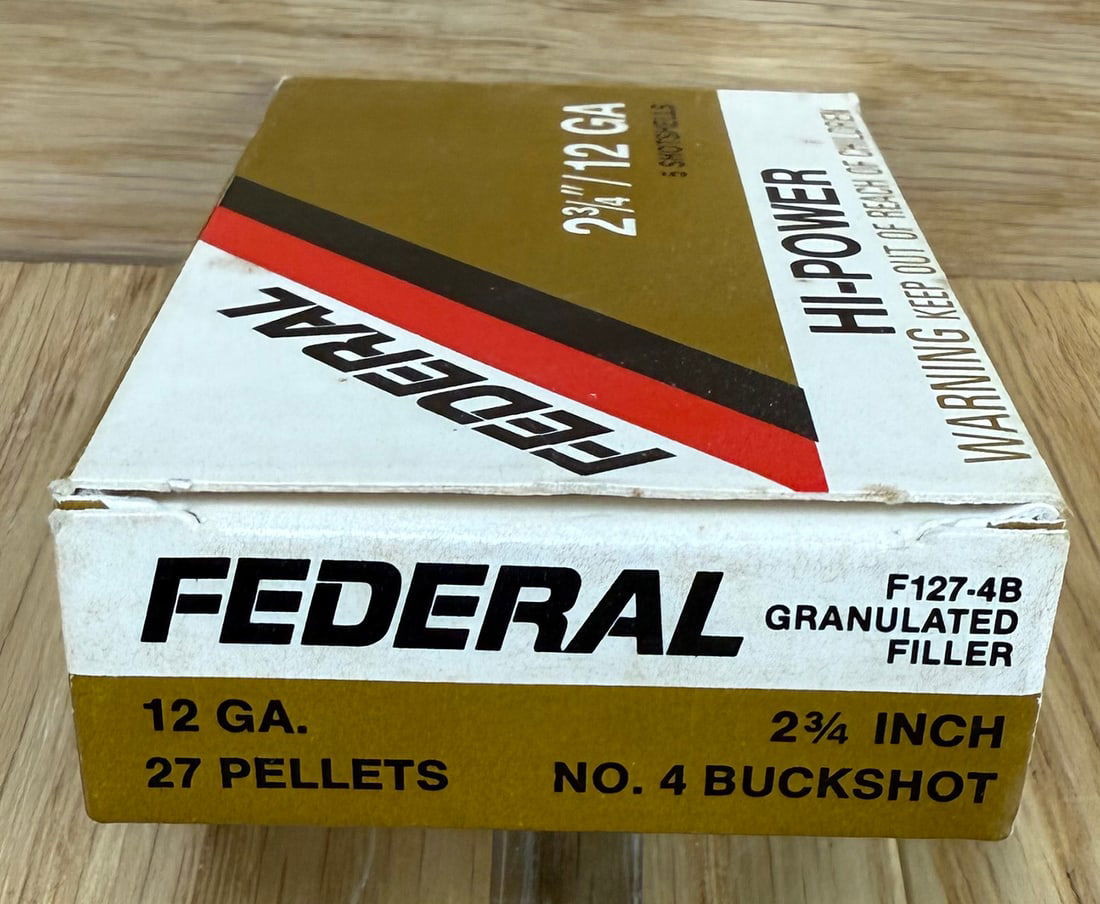 2¾" / 12 GA
5 SHOTSHELLS
HI-POWER
WARNING KEEP OUT OF REACH OF CHILDREN
FEDERAL
FEDERAL
F127-4B
GRANULATED
FILLER
12 GA.
27 PELLETS
2¾ INCH
NO. 4 BUCKSHOT